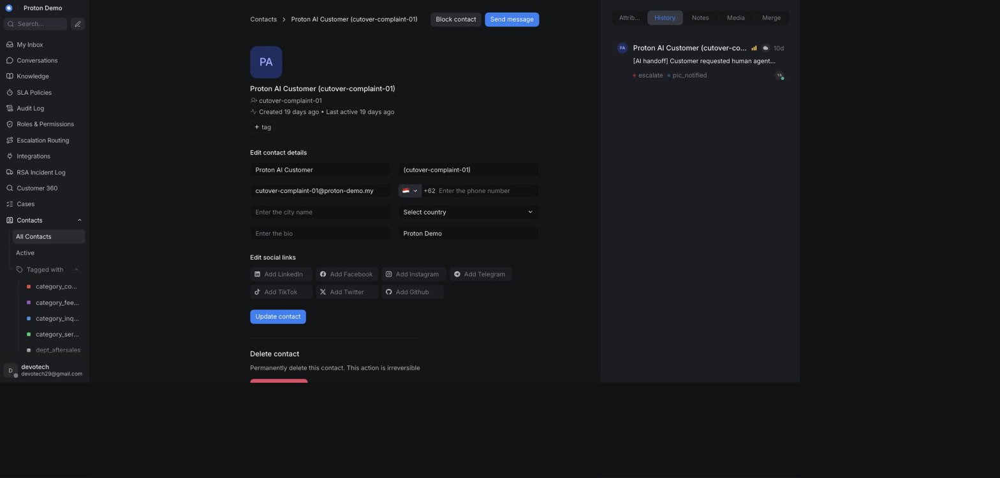 Proton Demo
Search...
My Inbox
Conversations
Knowledge
SLA Policies
Audit Log
Roles & Permissions
Escalation Routing
Integrations
RSA Incident Log
Customer 360
Cases
Contacts
All Contacts
Active
Tagged with
category_co...
category_fee...
category_inq...
category_ser...
dept_aftersales
D
devotech
devotech29@gmail.com
Contacts > Proton AI Customer (cutover-complaint-01)
Block contact
Send message
PA
Proton AI Customer (cutover-complaint-01)
cutover-complaint-01
Created 19 days ago • Last active 19 days ago
+ tag
Edit contact details
Proton AI Customer
(cutover-complaint-01)
cutover-complaint-01@proton-demo.my
+62 Enter the phone number
Enter the city name
Select country
Enter the bio
Proton Demo
Edit social links
Add LinkedIn
Add Facebook
Add Instagram
Add Telegram
Add TikTok
Add Twitter
Add Github
Update contact
Delete contact
Permanently delete this contact. This action is irreversible
Attrib...
History
Notes
Media
Merge
PA
Proton AI Customer (cutover-co...
10d
[AI handoff] Customer requested human agent...
escalate
pic_notified
YA